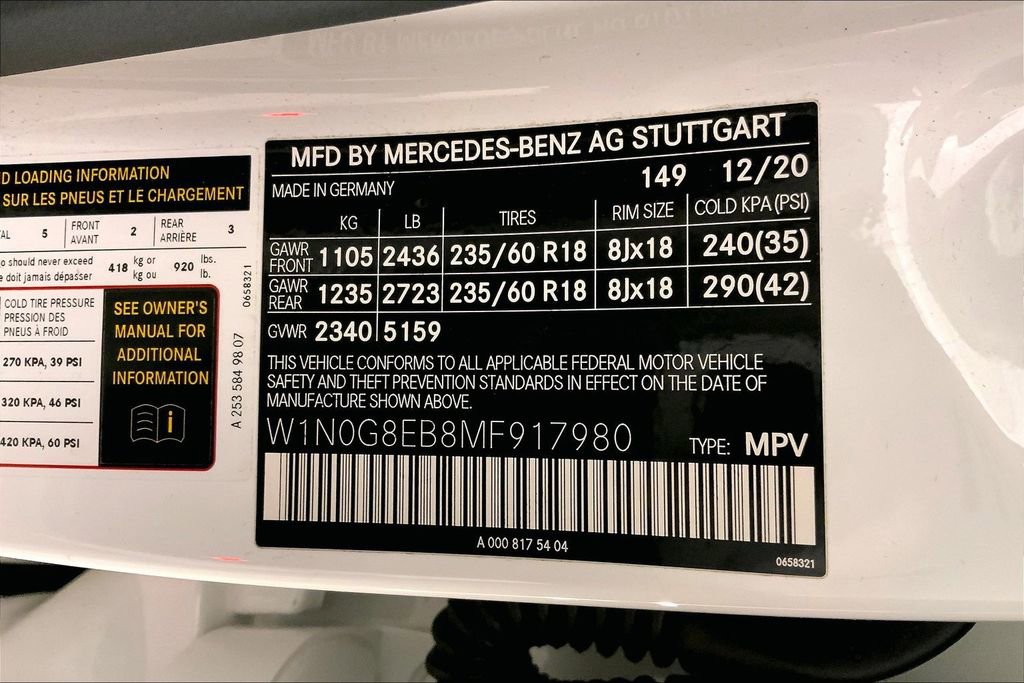 D LOADING INFORMATION
SUR LES PNEUS ET LE CHARGEMENT
AL 5 FRONT AVANT 2 REAR ARRIÈRE 3
o should never exceed
e doit jamais dépasser
418 kg or kg ou 920 lbs. lb.
COLD TIRE PRESSURE
PRESSION DES
PNEUS À FROID
270 KPA, 39 PSI
320 KPA, 46 PSI
420 KPA, 60 PSI
SEE OWNER'S
MANUAL FOR
ADDITIONAL
INFORMATION
i
A 253 584 98 07
0658321
MFD BY MERCEDES-BENZ AG STUTTGART
MADE IN GERMANY 149 12/20
KG LB TIRES RIM SIZE COLD KPA (PSI)
GAWR FRONT 1105 2436 235/60 R18 8Jx18 240(35)
GAWR REAR 1235 2723 235/60 R18 8Jx18 290(42)
GVWR 2340 5159
THIS VEHICLE CONFORMS TO ALL APPLICABLE FEDERAL MOTOR VEHICLE
SAFETY AND THEFT PREVENTION STANDARDS IN EFFECT ON THE DATE OF
MANUFACTURE SHOWN ABOVE.
W1N0G8EB8MF917980 TYPE: MPV
A 000 817 54 04
0658321